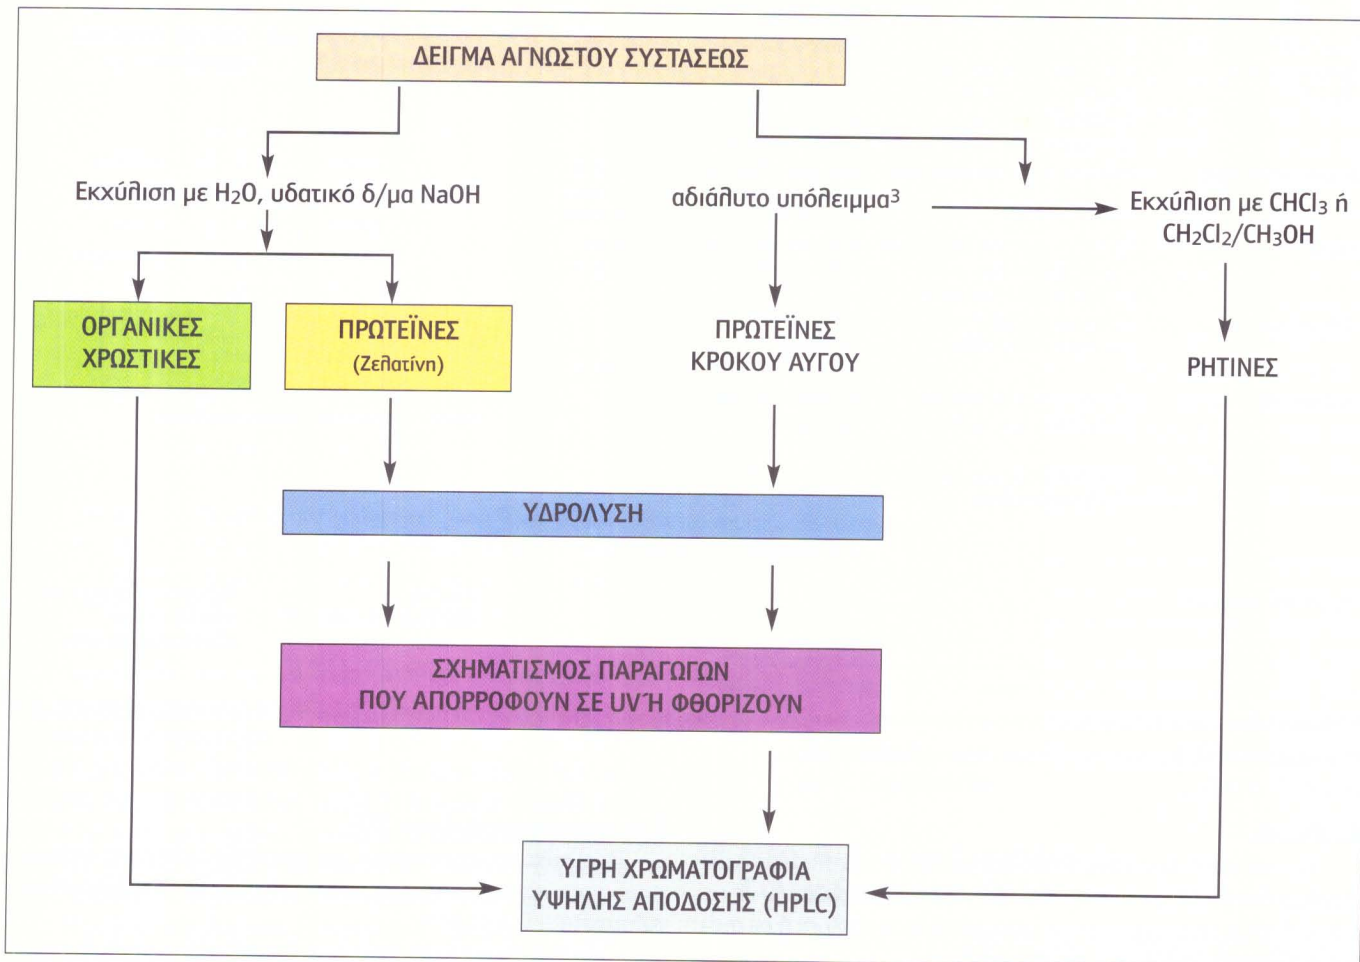 ΔΕΙΓΜΑ ΑΓΝΩΣΤΟΥ ΣΥΣΤΑΣΕΩΣ
Εκχύλιση με H₂O, υδατικό δ/μα NaOH
αδιάλυτο υπόλειμμα³
Εκχύλιση με CHCl₃ ή
CH₂Cl₂/CH₃OH
ΟΡΓΑΝΙΚΕΣ
ΧΡΩΣΤΙΚΕΣ
ΠΡΩΤΕΪΝΕΣ
(Ζελατίνη)
ΠΡΩΤΕΪΝΕΣ
ΚΡΟΚΟΥ ΑΥΓΟΥ
ΡΗΤΙΝΕΣ
ΥΔΡΟΛΥΣΗ
ΣΧΗΜΑΤΙΣΜΟΣ ΠΑΡΑΓΩΓΩΝ
ΠΟΥ ΑΠΟΡΡΟΦΟΥΝ ΣΕ UV Ή ΦΘΟΡΙΖΟΥΝ
ΥΓΡΗ ΧΡΩΜΑΤΟΓΡΑΦΙΑ
ΥΨΗΛΗΣ ΑΠΟΔΟΣΗΣ (HPLC)